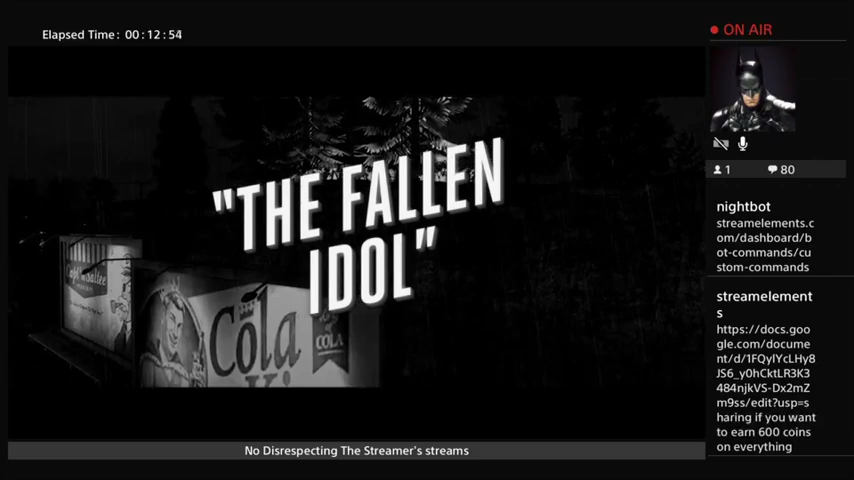 Elapsed Time: 00:12:54
ON AIR
"THE FALLEN
IDOL"
Cola
COLA
1
80
nightbot
streamelements.c
om/dashboard/b
ot-commands/cu
stom-commands
streamelement
s
https://docs.goo
gle.com/docume
nt/d/1FQyIYcLHy8
JS6_y0hCktLR3K3
484njkVS-Dx2mZ
m9ss/edit?usp=s
haring if you want
to earn 600 coins
on everything
No Disrespecting The Streamer's streams